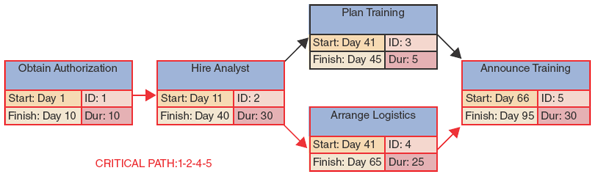 Plan Training
Start: Day 41 ID: 3
Finish: Day 45 Dur: 5
Obtain Authorization
Start: Day 1 ID: 1
Finish: Day 10 Dur: 10
Hire Analyst
Start: Day 11 ID: 2
Finish: Day 40 Dur: 30
Announce Training
Start: Day 66 ID: 5
Finish: Day 95 Dur: 30
Arrange Logistics
Start: Day 41 ID: 4
Finish: Day 65 Dur: 25
CRITICAL PATH:1-2-4-5